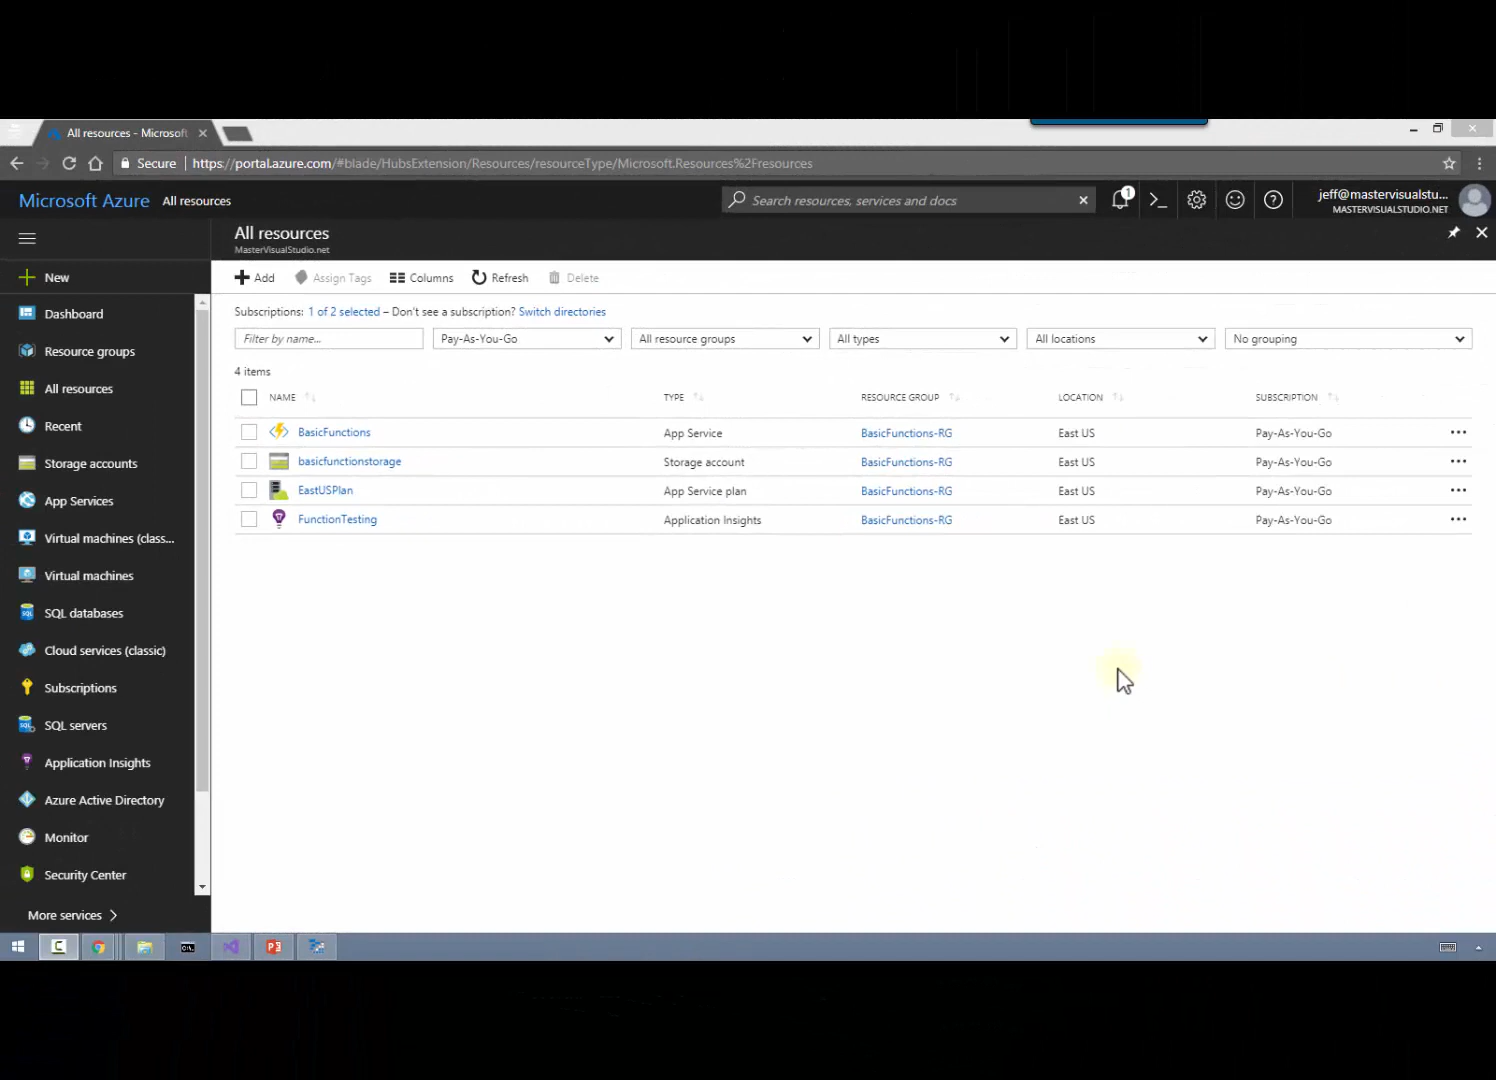 All resources - Microsoft
Secure | https://portal.azure.com/#blade/HubsExtension/Resources/resourceType/Microsoft.Resources%2Fresources
Microsoft Azure All resources
Search resources, services and docs
1
jeff@mastervisualstu...
MASTERVISUALSTUDIO.NET
All resources
MasterVisualStudio.net
New
Dashboard
Resource groups
All resources
Recent
Storage accounts
App Services
Virtual machines (class...
Virtual machines
SQL databases
Cloud services (classic)
Subscriptions
SQL servers
Application Insights
Azure Active Directory
Monitor
Security Center
More services
Add Assign Tags Columns Refresh Delete
Subscriptions: 1 of 2 selected – Don't see a subscription? Switch directories
Filter by name... Pay-As-You-Go All resource groups All types All locations No grouping
4 items
NAME TYPE RESOURCE GROUP LOCATION SUBSCRIPTION
BasicFunctions App Service BasicFunctions-RG East US Pay-As-You-Go
basicfunctionstorage Storage account BasicFunctions-RG East US Pay-As-You-Go
EastUSPlan App Service plan BasicFunctions-RG East US Pay-As-You-Go
FunctionTesting Application Insights BasicFunctions-RG East US Pay-As-You-Go